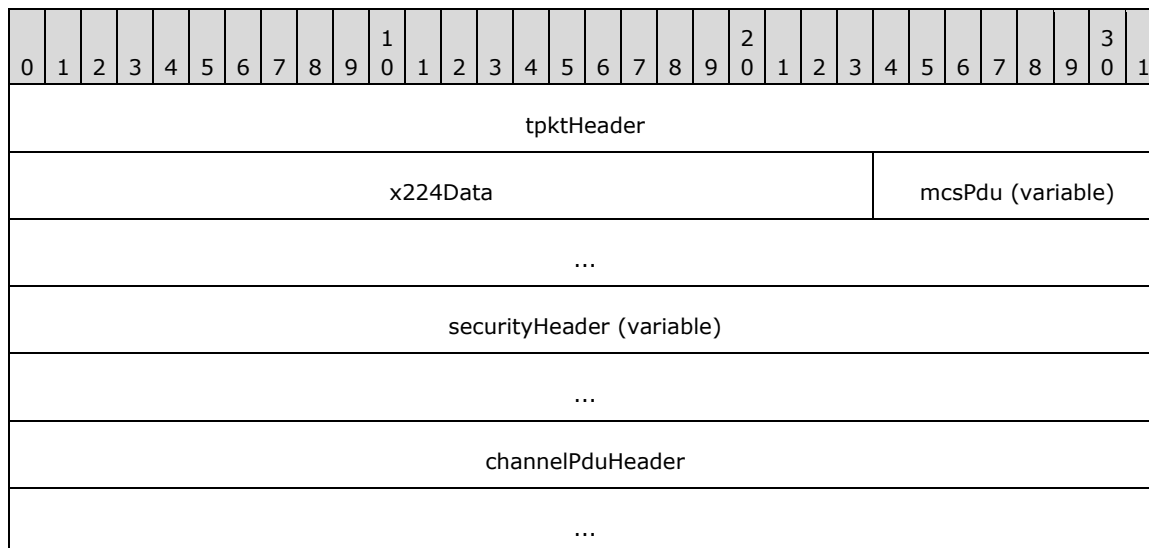 1 2 3
0 1 2 3 4 5 6 7 8 9 0 1 2 3 4 5 6 7 8 9 0 1 2 3 4 5 6 7 8 9 0 1
tpktHeader
x224Data mcsPdu (variable)
...
securityHeader (variable)
...
channelPduHeader
...